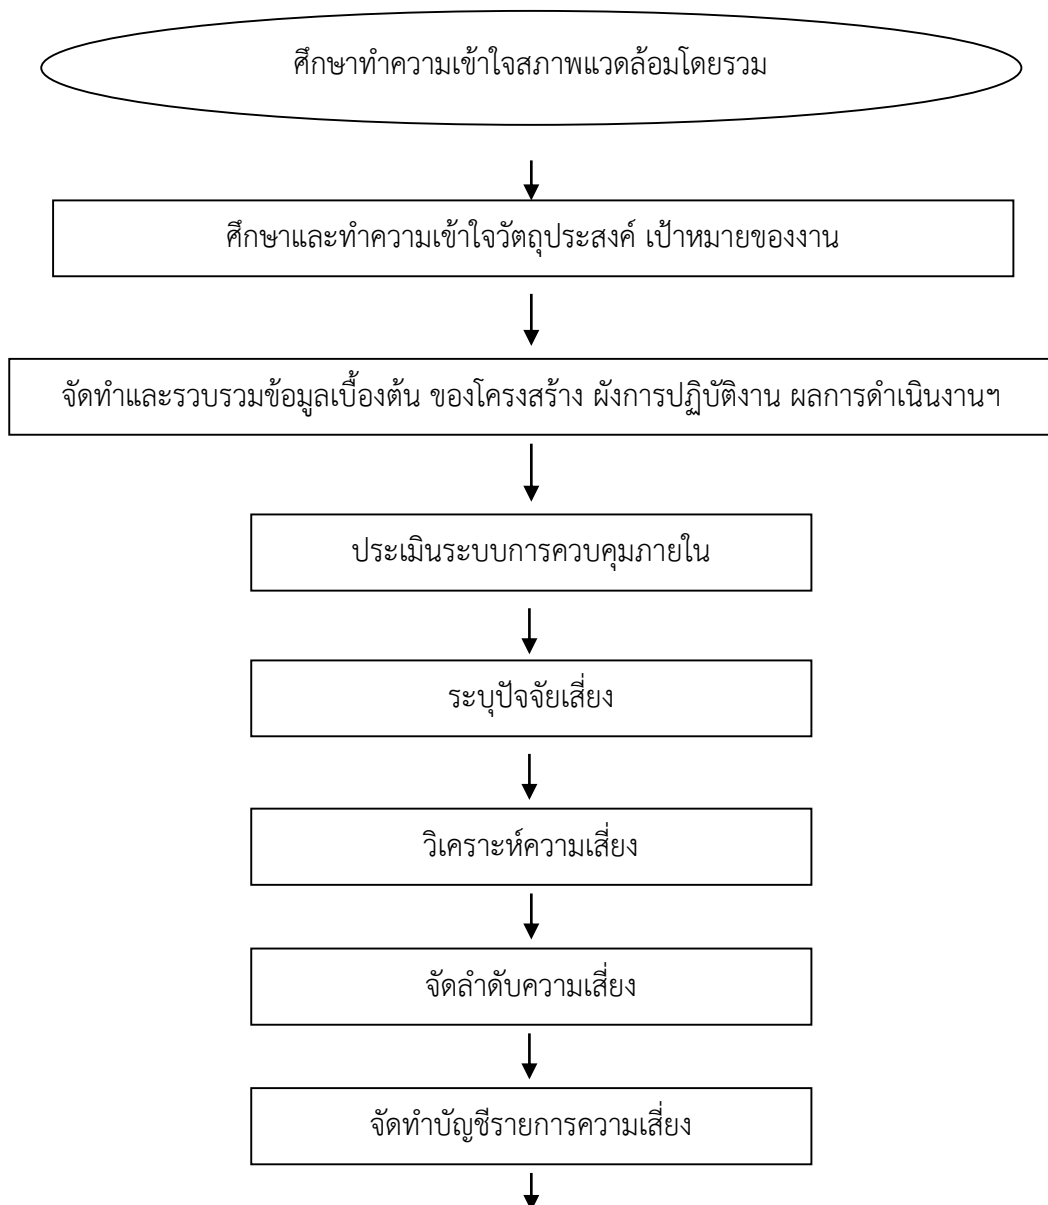 ศึกษาทำความเข้าใจสภาพแวดล้อมโดยรวม
ศึกษาและทำความเข้าใจวัตถุประสงค์ เป้าหมายของงาน
จัดทำและรวบรวมข้อมูลเบื้องต้น ของโครงสร้าง ผังการปฏิบัติงาน ผลการดำเนินงานฯ
ประเมินระบบการควบคุมภายใน
ระบุปัจจัยเสี่ยง
วิเคราะห์ความเสี่ยง
จัดลำดับความเสี่ยง
จัดทำบัญชีรายการความเสี่ยง